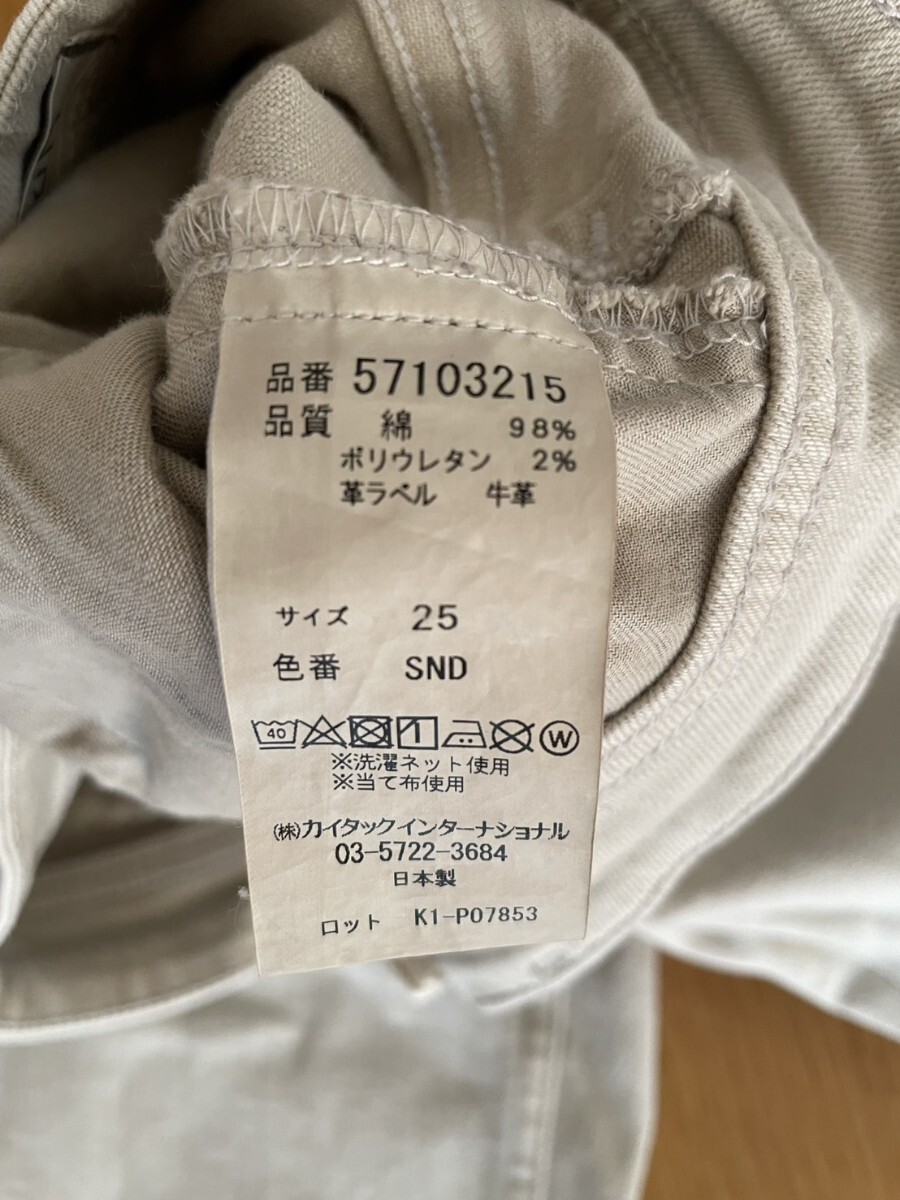 品番 57103215
品質 綿 98%
ポリウレタン 2%
革ラベル 牛革
サイズ 25
色番 SND
40 W
※洗濯ネット使用
※当て布使用
㈱カイタックインターナショナル
03-5722-3684
日本製
ロット K1-P07853